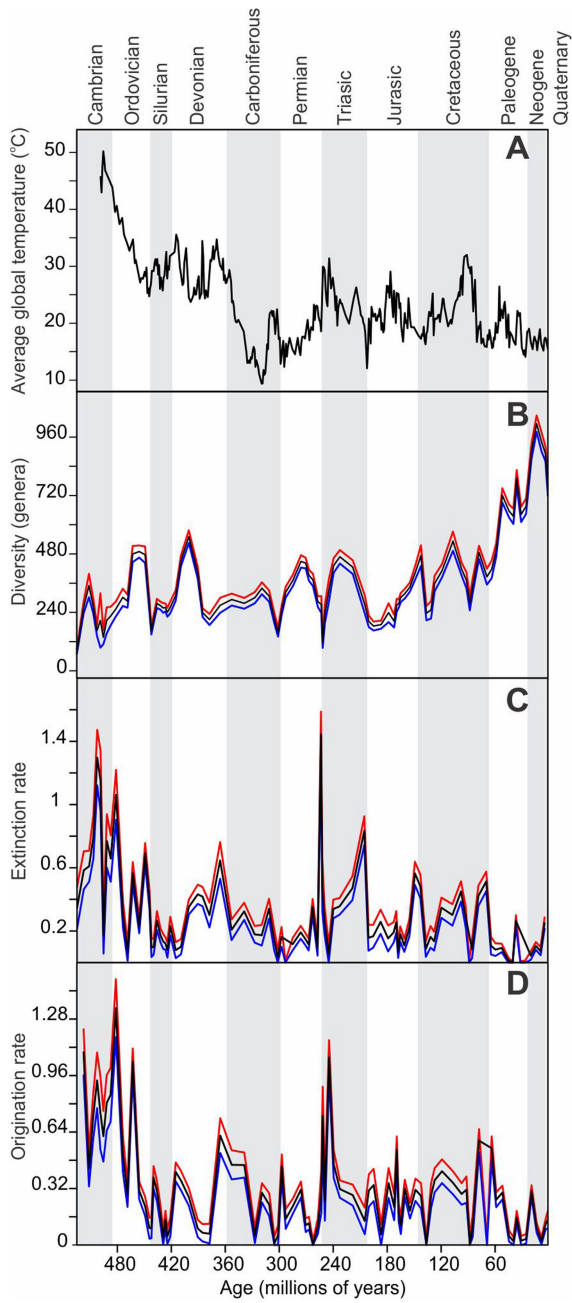 Cambrian
Ordovician
Silurian
Devonian
Carboniferous
Permian
Triasic
Jurasic
Cretaceous
Paleogene
Neogene
Quaternary
A
Average global temperature (°C)
50
40
30
20
10
B
Diversity (genera)
960
720
480
240
0
C
Extinction rate
1.4
1
0.6
0.2
D
Origination rate
1.28
0.96
0.64
0.32
0
480 420 360 300 240 180 120 60
Age (millions of years)